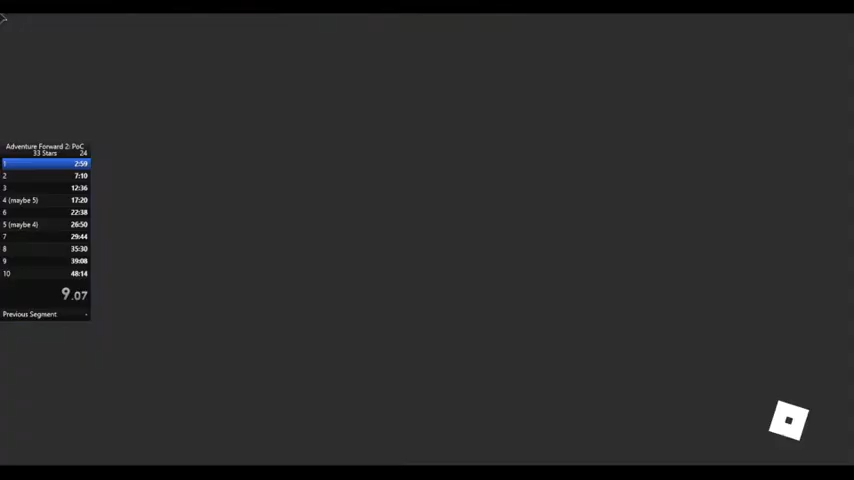 Adventure Forward 2: PoC
33 Stars 24
1 2:59
2 7:10
3 12:36
4 (maybe 5) 17:20
6 22:38
5 (maybe 4) 26:50
7 29:44
8 35:30
9 39:08
10 48:14
9.07
Previous Segment -